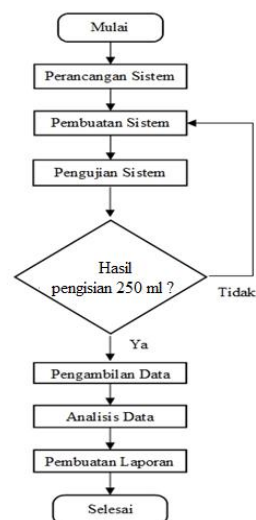 Mulai
Perancangan Sistem
Pembuatan Sistem
Pengujian Sistem
Hasil
pengisian 250 ml ?
Tidak
Ya
Pengambilan Data
Analisis Data
Pembuatan Laporan
Selesai